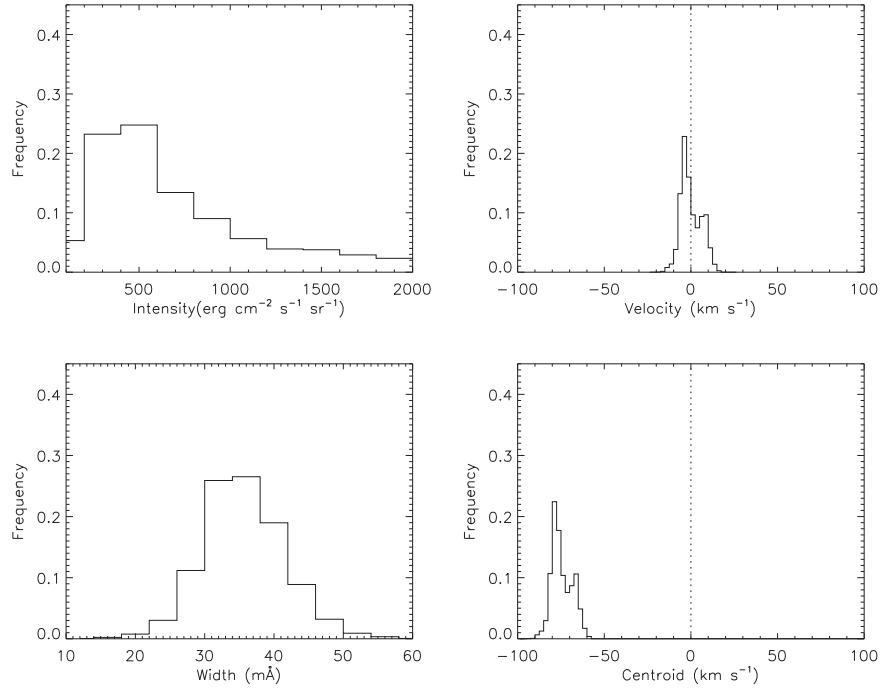 0.4
0.3
0.2
0.1
0.0
Frequency
500 1000 1500 2000
Intensity(erg cm⁻² s⁻¹ sr⁻¹)
0.4
0.3
0.2
0.1
0.0
Frequency
−100 −50 0 50 100
Velocity (km s⁻¹)
0.4
0.3
0.2
0.1
0.0
Frequency
10 20 30 40 50 60
Width (mÅ)
0.4
0.3
0.2
0.1
0.0
Frequency
−100 −50 0 50 100
Centroid (km s⁻¹)